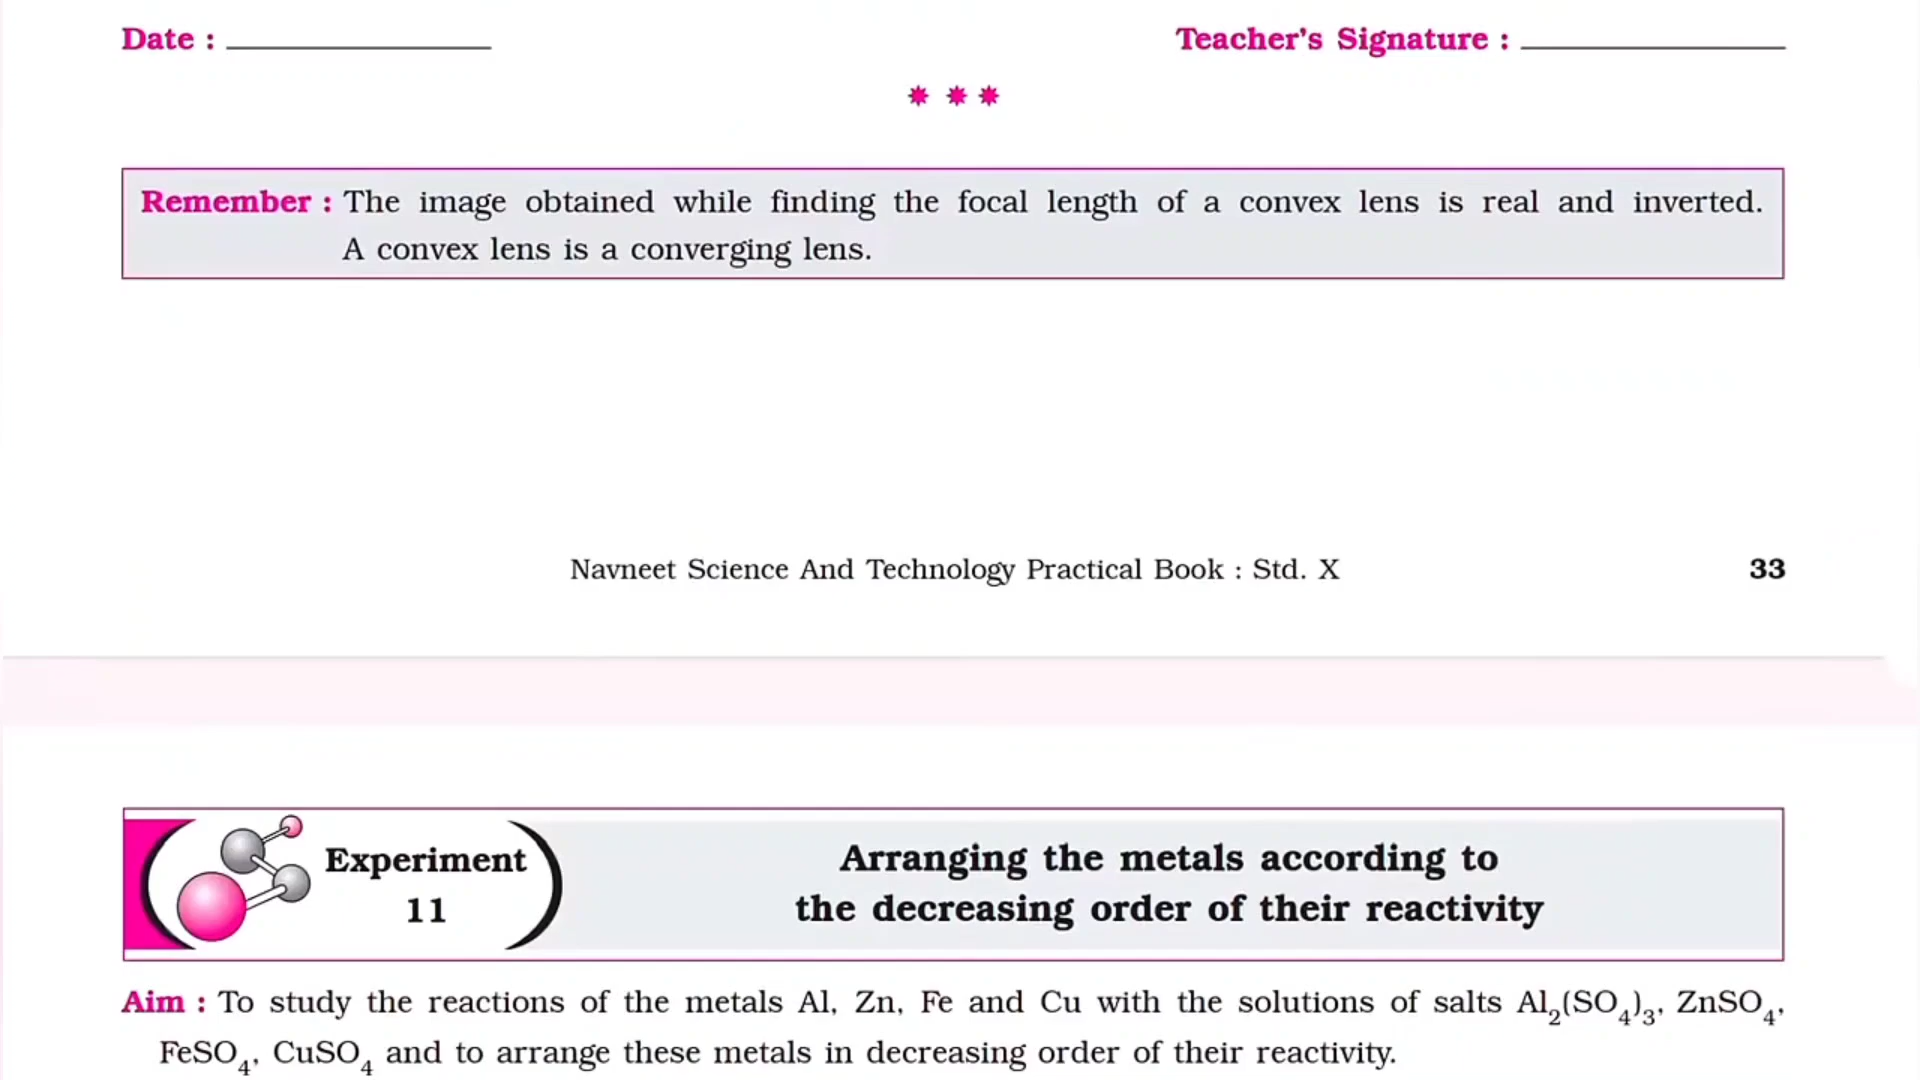 Date : Teacher's Signature :
Remember : The image obtained while finding the focal length of a convex lens is real and inverted.
A convex lens is a converging lens.
Navneet Science And Technology Practical Book : Std. X 33
Experiment
11
Arranging the metals according to
the decreasing order of their reactivity
Aim : To study the reactions of the metals Al, Zn, Fe and Cu with the solutions of salts Al₂(SO₄)₃, ZnSO₄,
FeSO₄, CuSO₄ and to arrange these metals in decreasing order of their reactivity.